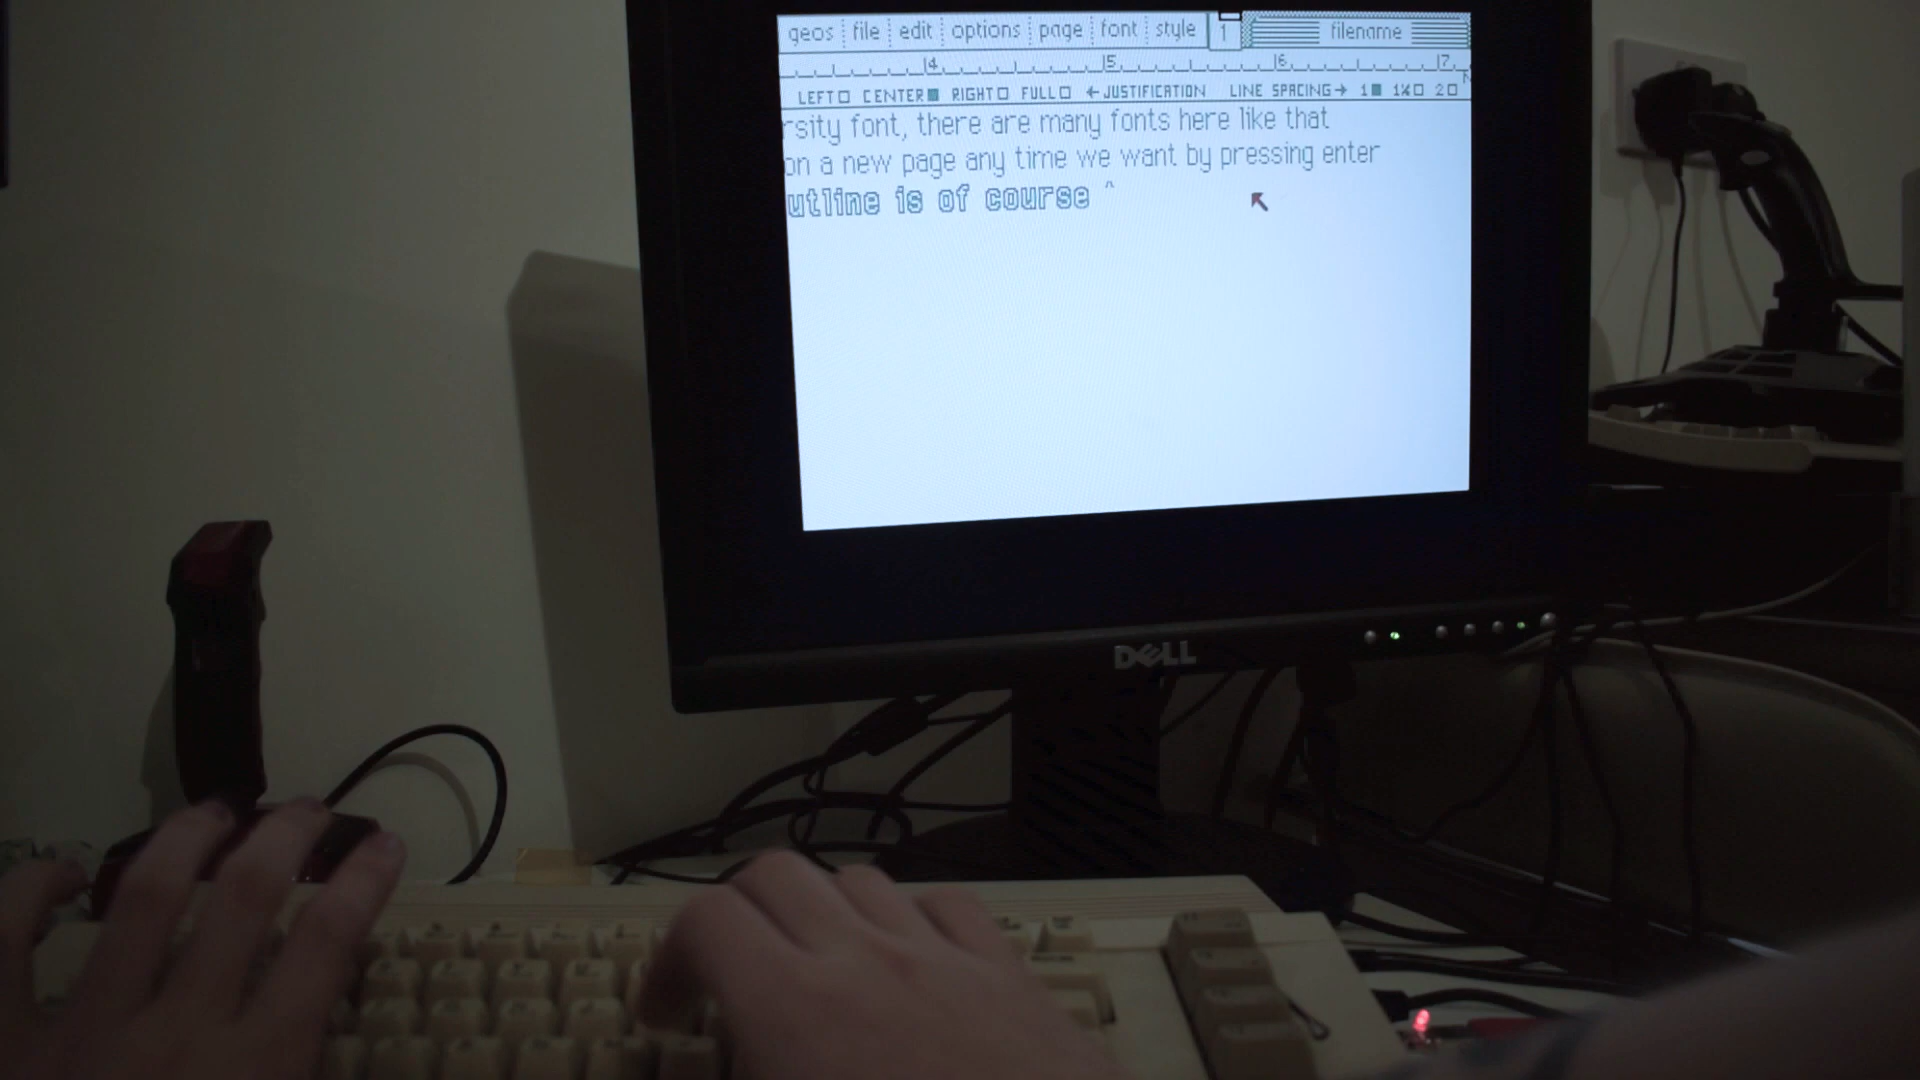 geos file edit options page font style 1 filename
4 5 6 7
LEFT CENTER RIGHT FULL ←JUSTIFICATION LINE SPACING→ 1 1½ 2
rsity font, there are many fonts here like that
on a new page any time we want by pressing enter
utline is of course ^
DELL